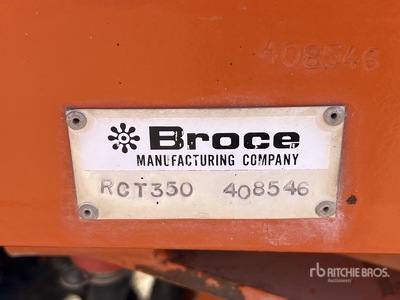 408546
Broce
MANUFACTURING COMPANY
RCT350 408546
rb RITCHIE BROS.
Auctioneers